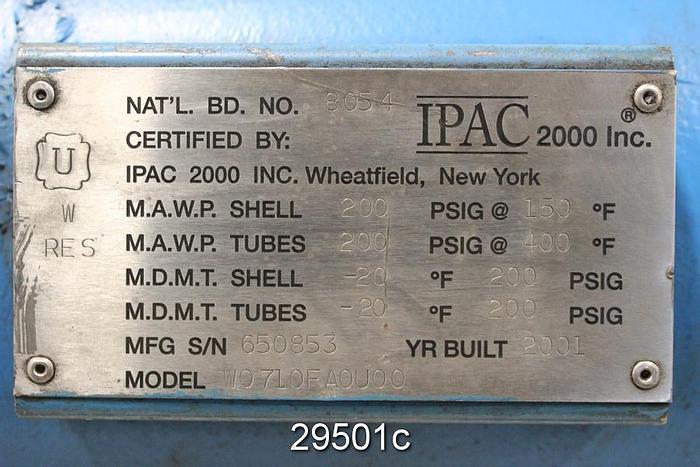 NAT'L. BD. NO. 8054
IPAC® 2000 Inc.
CERTIFIED BY:
U
IPAC 2000 INC. Wheatfield, New York
W
RES
M.A.W.P. SHELL 200 PSIG @ 150 °F
M.A.W.P. TUBES 200 PSIG @ 400 °F
M.D.M.T. SHELL -20 °F 200 PSIG
M.D.M.T. TUBES -20 °F 200 PSIG
MFG S/N 650853 YR BUILT 2001
MODEL W0710FA0U00
29501c